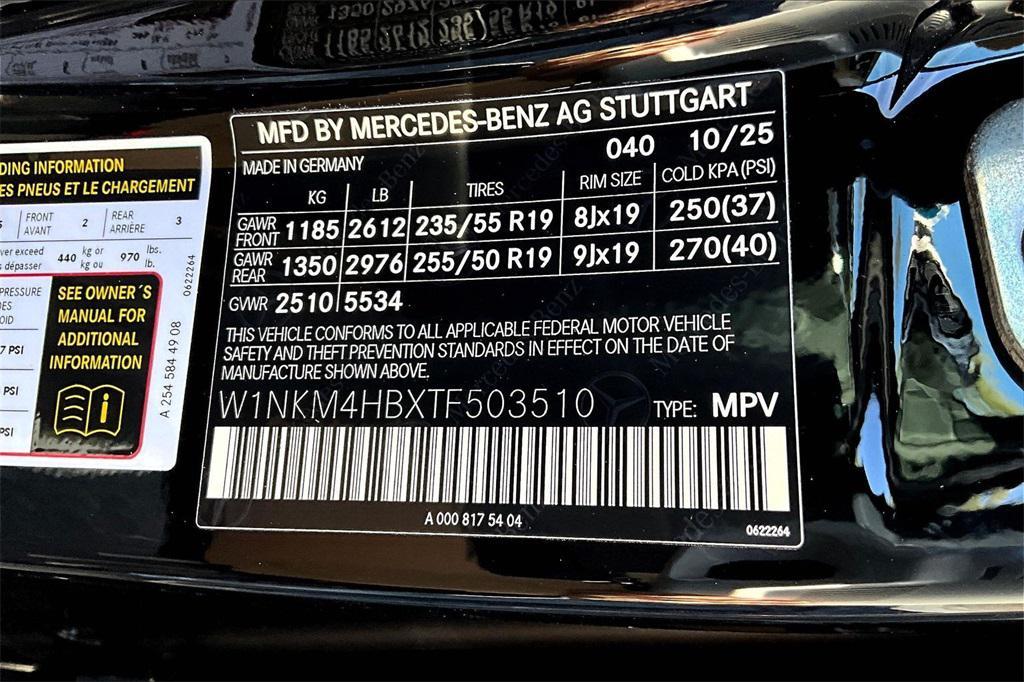 MFD BY MERCEDES-BENZ AG STUTTGART
MADE IN GERMANY 040 10/25
KG LB TIRES RIM SIZE COLD KPA (PSI)
GAWR FRONT 1185 2612 235/55 R19 8Jx19 250(37)
GAWR REAR 1350 2976 255/50 R19 9Jx19 270(40)
GVWR 2510 5534
THIS VEHICLE CONFORMS TO ALL APPLICABLE FEDERAL MOTOR VEHICLE
SAFETY AND THEFT PREVENTION STANDARDS IN EFFECT ON THE DATE OF
MANUFACTURE SHOWN ABOVE.
W1NKM4HBXTF503510 TYPE: MPV
A 000 817 54 04
0622264
INFORMATION
ES PNEUS ET LE CHARGEMENT
FRONT 2 REAR 3
AVANT ARRIÈRE
ver exceed 440 kg or 970 lbs.
dépasser kg ou lb.
PRESSURE
SEE OWNER´S
MANUAL FOR
ADDITIONAL
INFORMATION
7 PSI
PSI
PSI
A 254 584 49 08
0622264